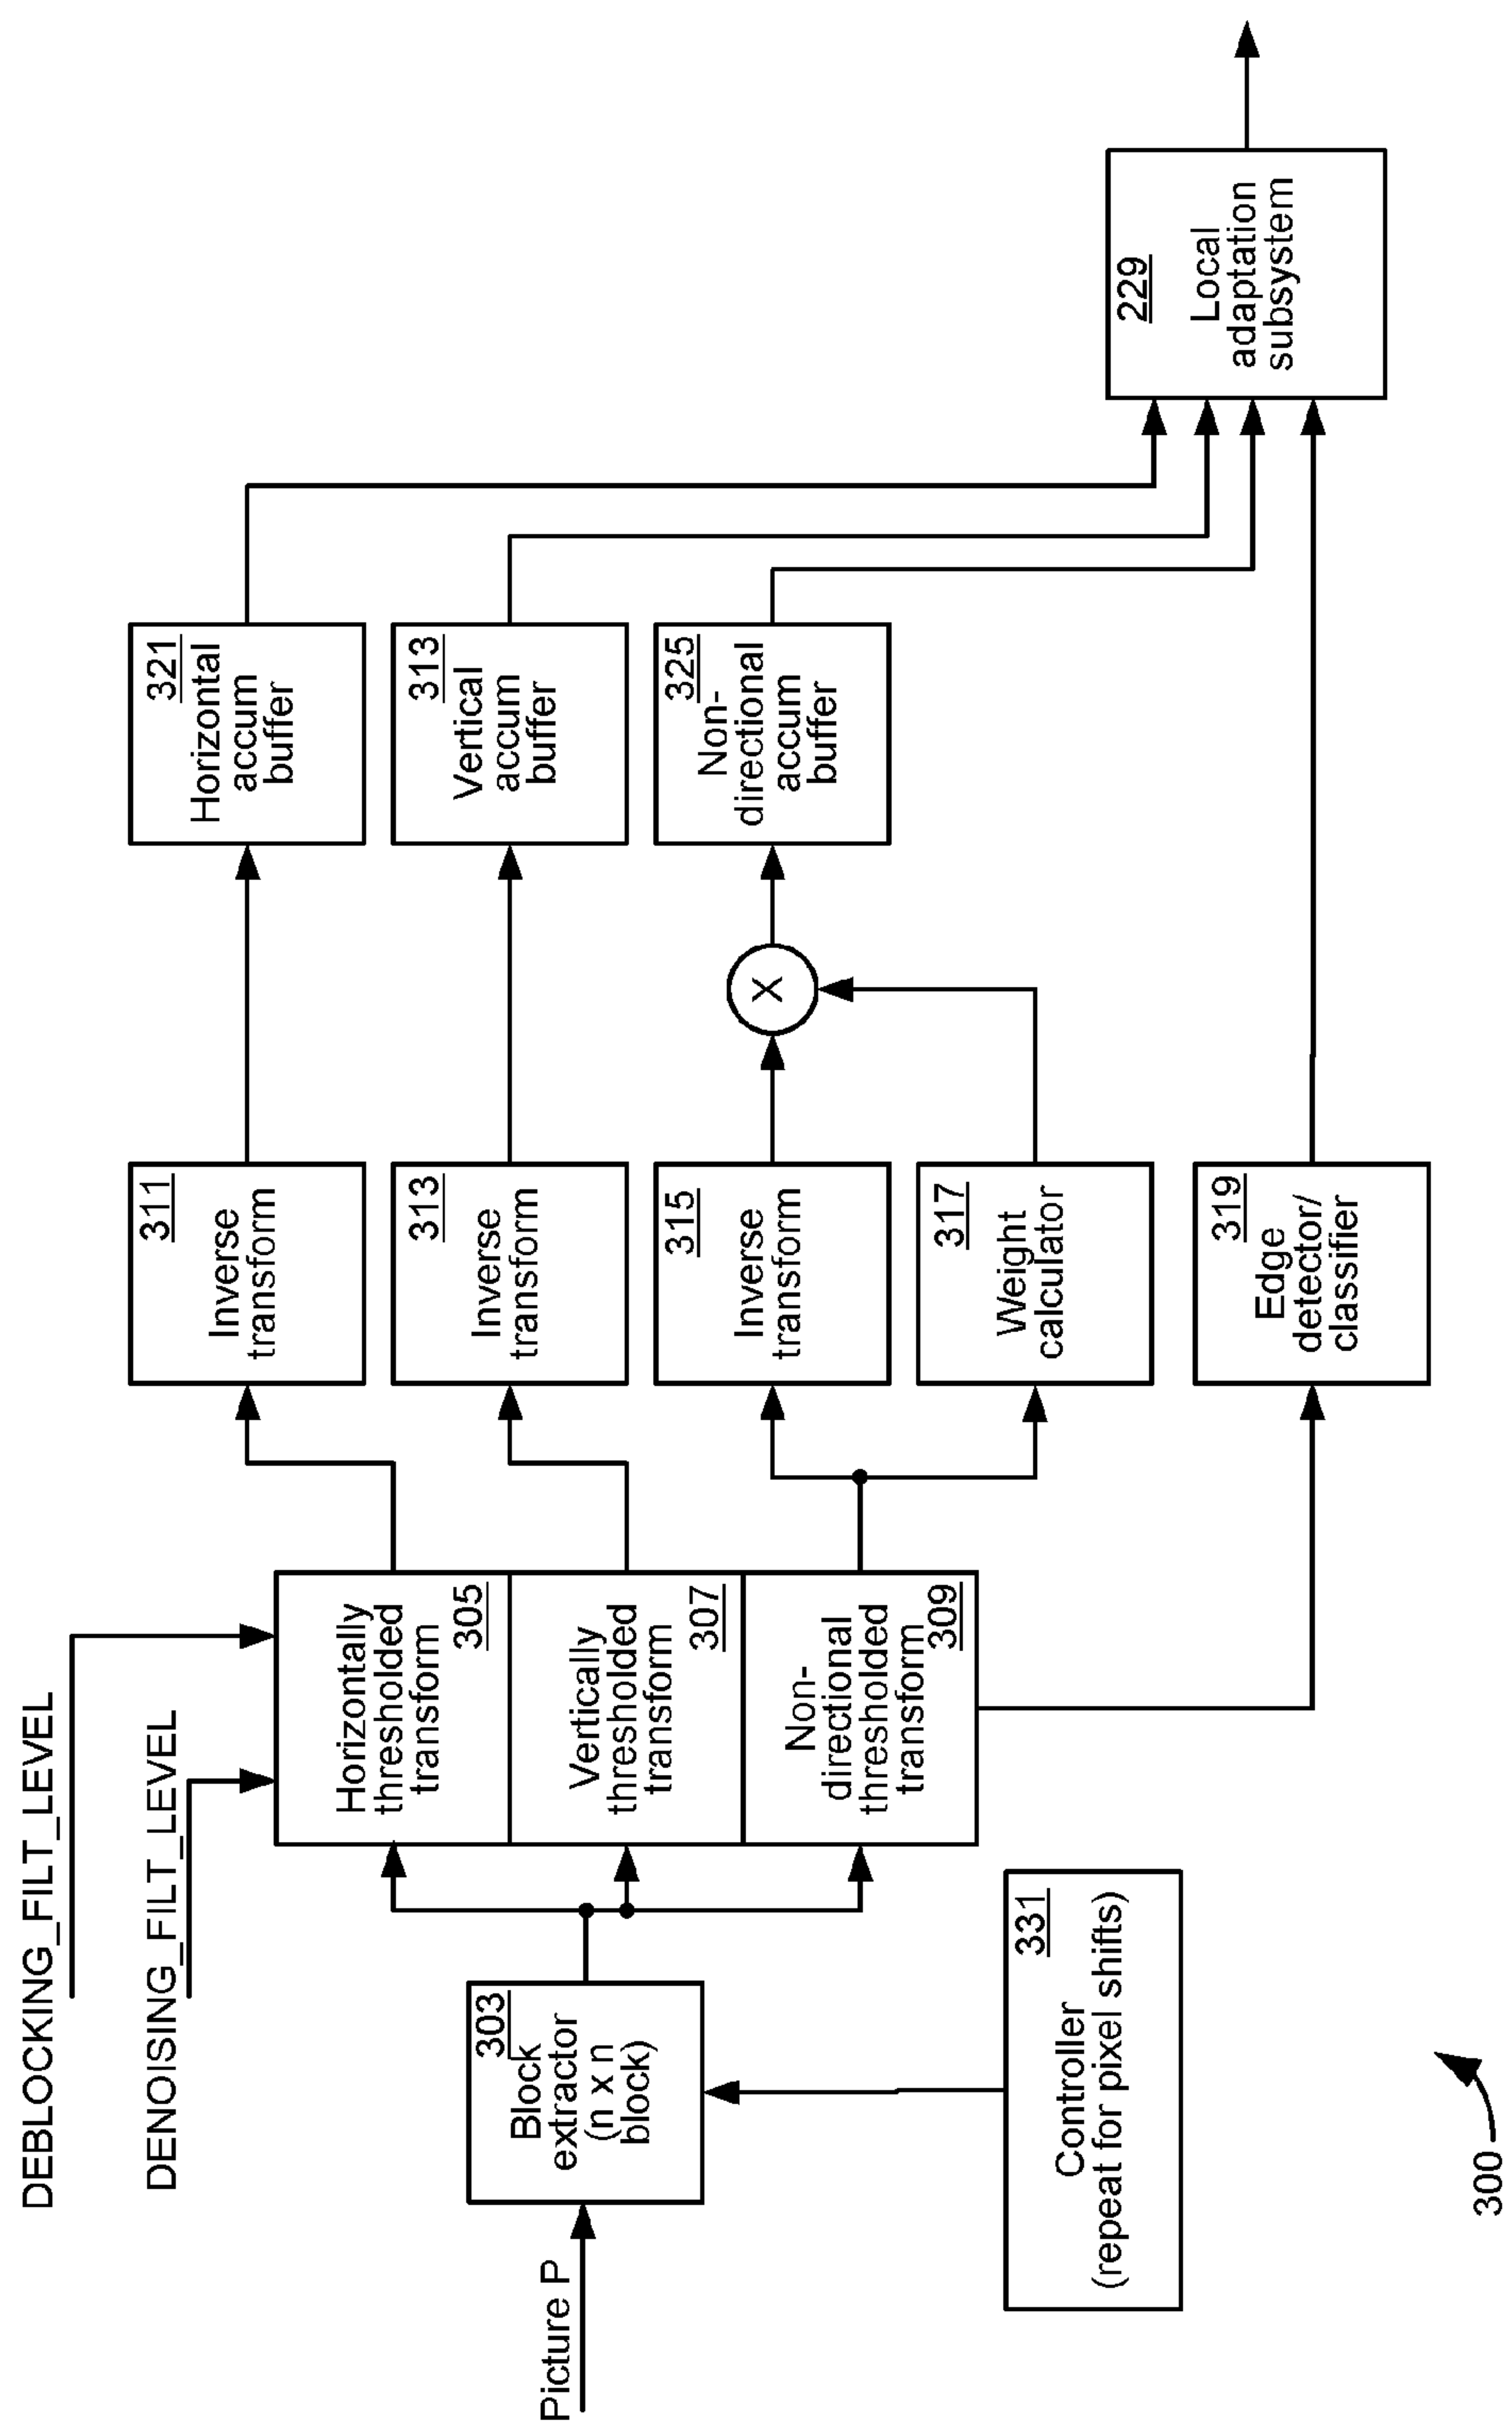 DEBLOCKING_FILT_LEVEL
DENOISING_FILT_LEVEL
Picture P
303
Block
extractor
(n x n
block)
331
Controller
(repeat for pixel shifts)
Horizontally
thresholded
transform
305
Vertically
thresholded
transform
307
Non-
directional
thresholded
transform
309
311
Inverse
transform
313
Inverse
transform
315
Inverse
transform
317
Weight
calculator
319
Edge
detector/
classifier
X
321
Horizontal
accum
buffer
313
Vertical
accum
buffer
325
Non-
directional
accum
buffer
229
Local
adaptation
subsystem
300